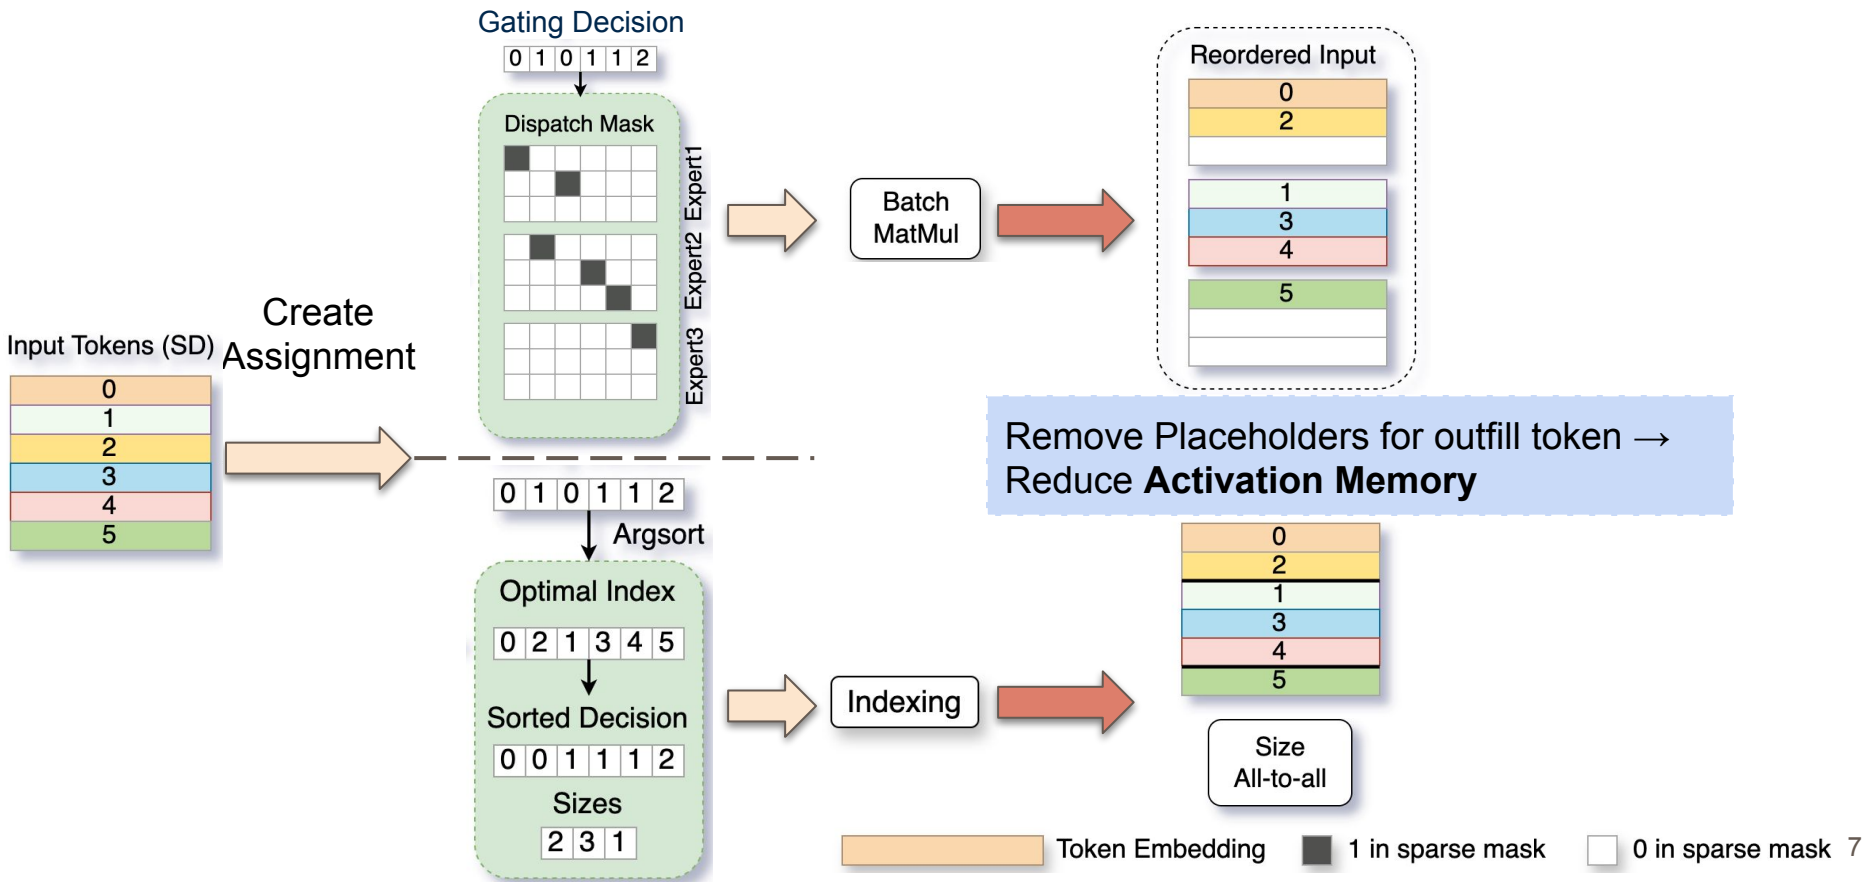 Gating Decision
0 1 0 1 1 2
Dispatch Mask
Expert1
Expert2
Expert3
Batch
MatMul
Reordered Input
0
2
1
3
4
5
Create
Assignment
Input Tokens (SD)
0
1
2
3
4
5
Remove Placeholders for outfill token →
Reduce Activation Memory
0 1 0 1 1 2
Argsort
Optimal Index
0 2 1 3 4 5
Sorted Decision
0 0 1 1 1 2
Sizes
2 3 1
Indexing
0
2
1
3
4
5
Size
All-to-all
Token Embedding
1 in sparse mask
0 in sparse mask
7